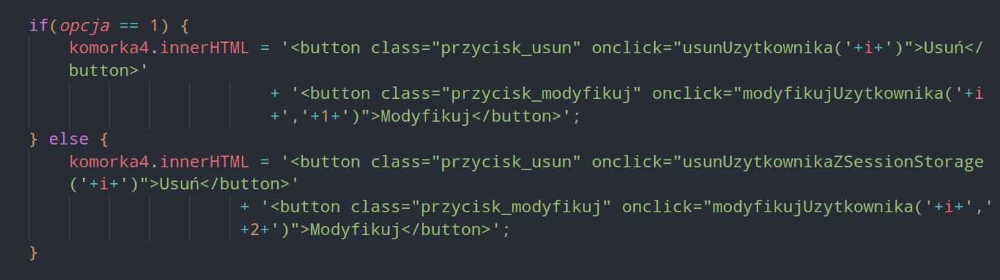 if(opcja == 1) {
komorka4.innerHTML = '<button class="przycisk_usun" onclick="usunUzytkownika('+i+')">Usuń</
button>'
+ '<button class="przycisk_modyfikuj" onclick="modyfikujUzytkownika('+i
+','+1+')">Modyfikuj</button>';
} else {
komorka4.innerHTML = '<button class="przycisk_usun" onclick="usunUzytkownikaZSessionStorage
('+i+')">Usuń</button>'
+ '<button class="przycisk_modyfikuj" onclick="modyfikujUzytkownika('+i+','
+2+')">Modyfikuj</button>';
}